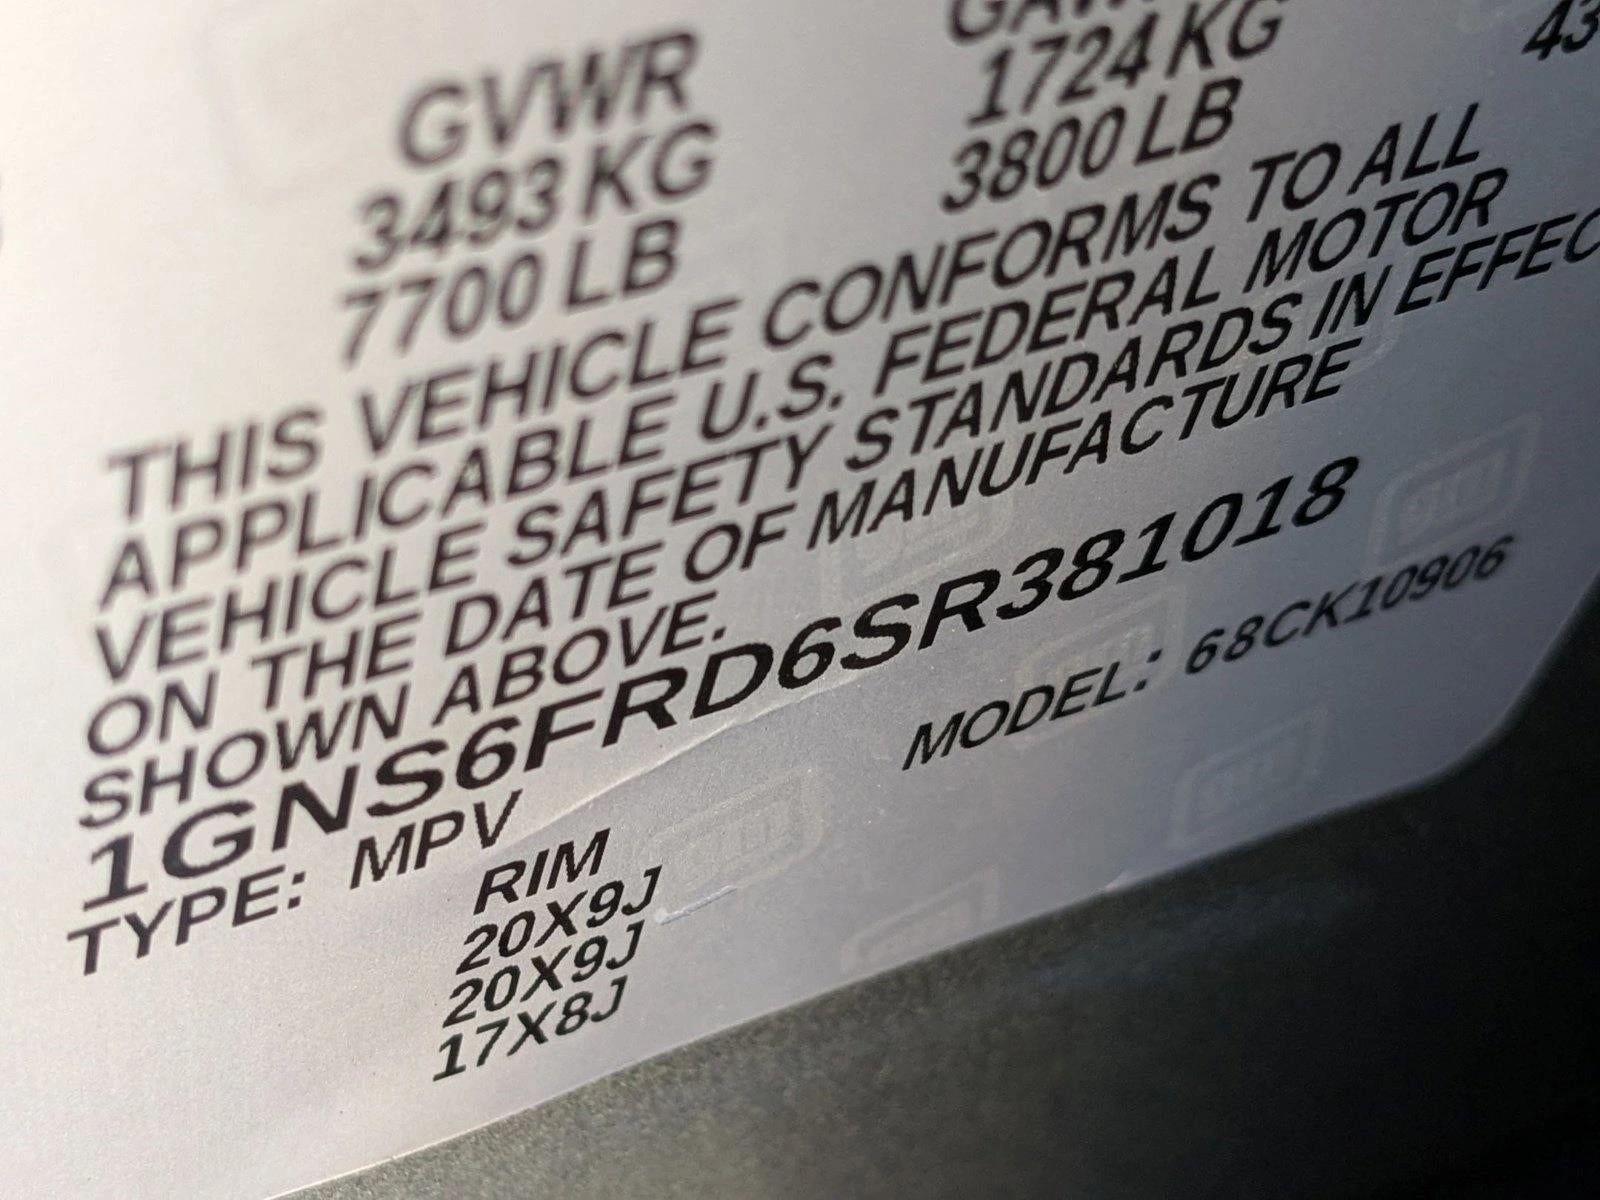 GVWR
3493 KG 1724 KG
7700 LB 3800 LB
THIS VEHICLE CONFORMS TO ALL
APPLICABLE U.S. FEDERAL MOTOR
VEHICLE SAFETY STANDARDS IN EFFEC
ON THE DATE OF MANUFACTURE
SHOWN ABOVE.
1GNS6FRD6SR381018
TYPE: MPV MODEL: 68CK10906
RIM
20X9J
20X9J
17X8J